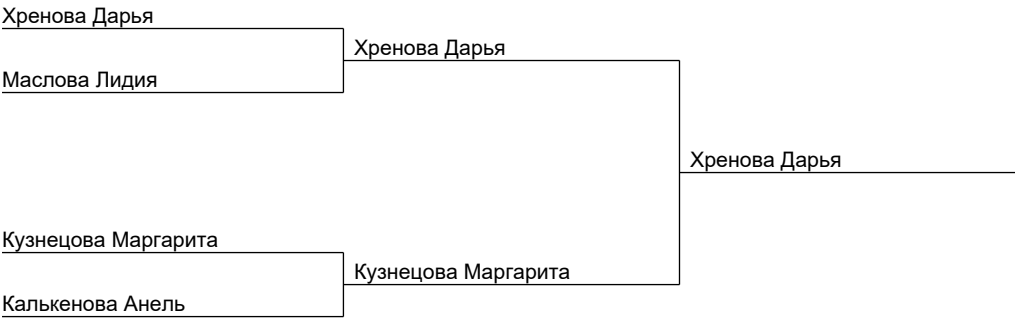 Хренова Дарья
Хренова Дарья
Маслова Лидия
Хренова Дарья
Кузнецова Маргарита
Кузнецова Маргарита
Калькенова Анель